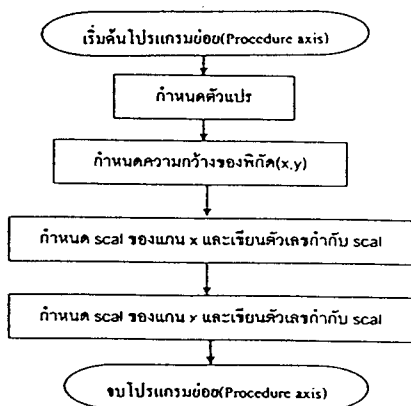 เริ่มต้นโปรแกรมย่อย(Procedure axis)
กำหนดตัวแปร
กำหนดความกว้างของพิกัด(x,y)
กำหนด scal ของแกน x และเขียนตัวเลขกำกับ scal
กำหนด scal ของแกน y และเขียนตัวเลขกำกับ scal
จบโปรแกรมย่อย(Procedure axis)